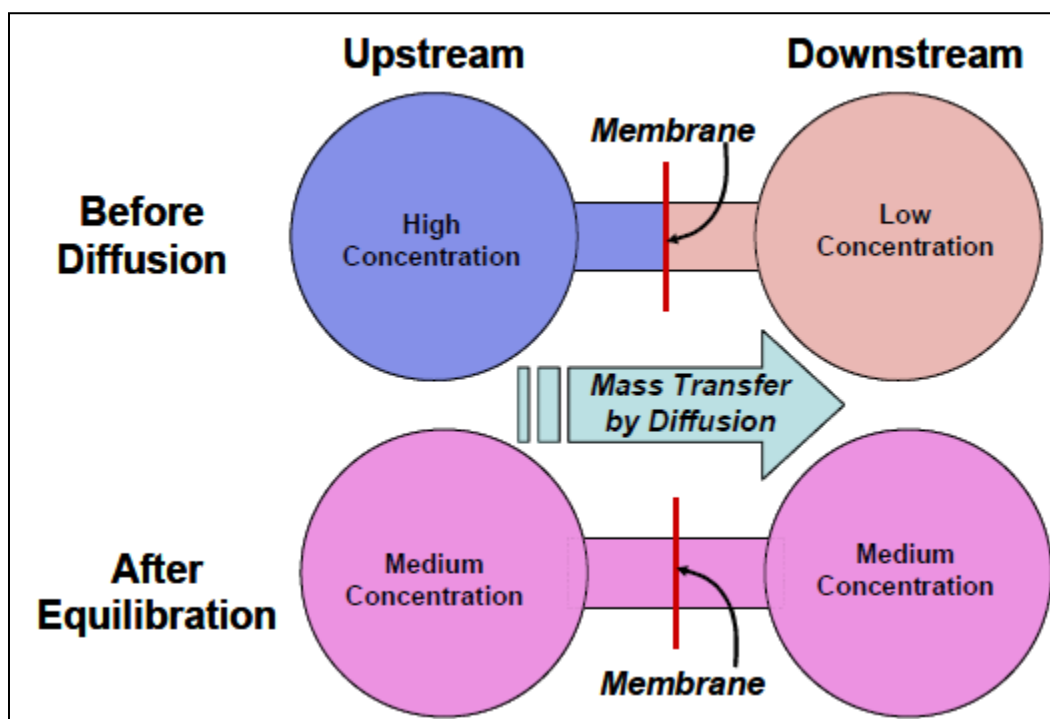 Upstream
Downstream
Membrane
Before
Diffusion
High
Concentration
Low
Concentration
Mass Transfer
by Diffusion
After
Equilibration
Medium
Concentration
Medium
Concentration
Membrane